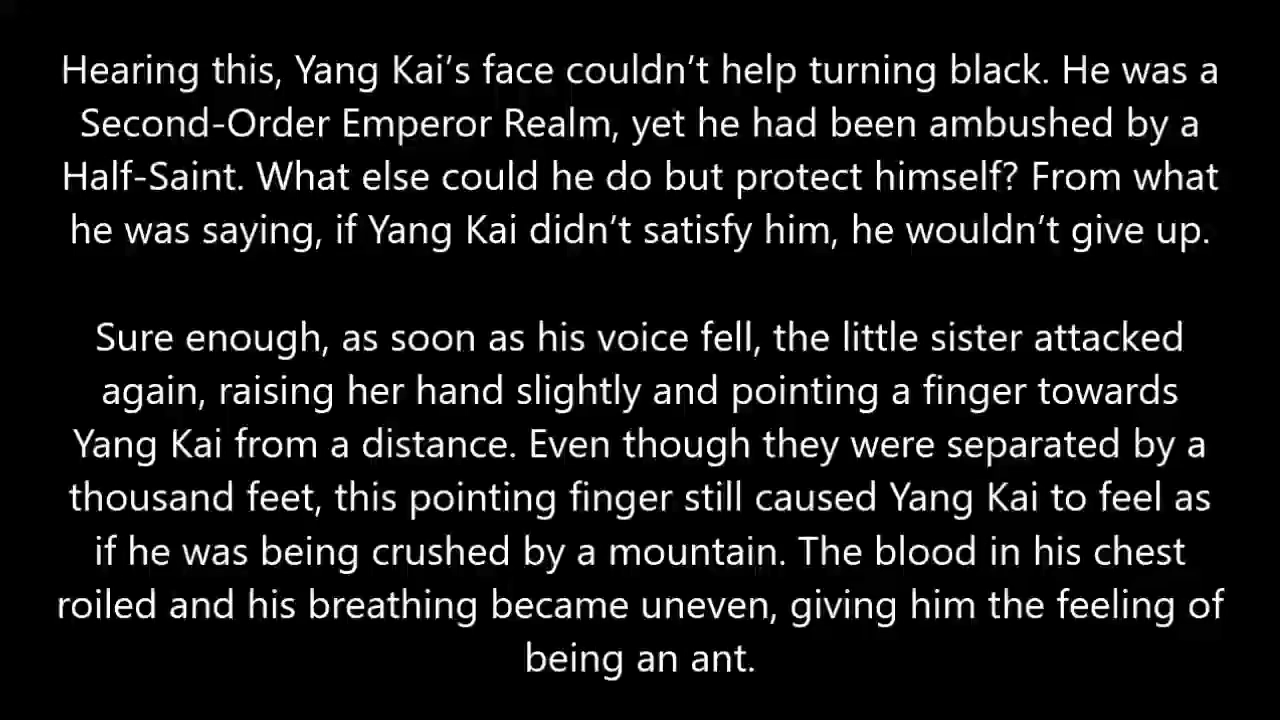 Hearing this, Yang Kai’s face couldn’t help turning black. He was a
Second-Order Emperor Realm, yet he had been ambushed by a
Half-Saint. What else could he do but protect himself? From what
he was saying, if Yang Kai didn’t satisfy him, he wouldn’t give up.
Sure enough, as soon as his voice fell, the little sister attacked
again, raising her hand slightly and pointing a finger towards
Yang Kai from a distance. Even though they were separated by a
thousand feet, this pointing finger still caused Yang Kai to feel as
if he was being crushed by a mountain. The blood in his chest
roiled and his breathing became uneven, giving him the feeling of
being an ant.